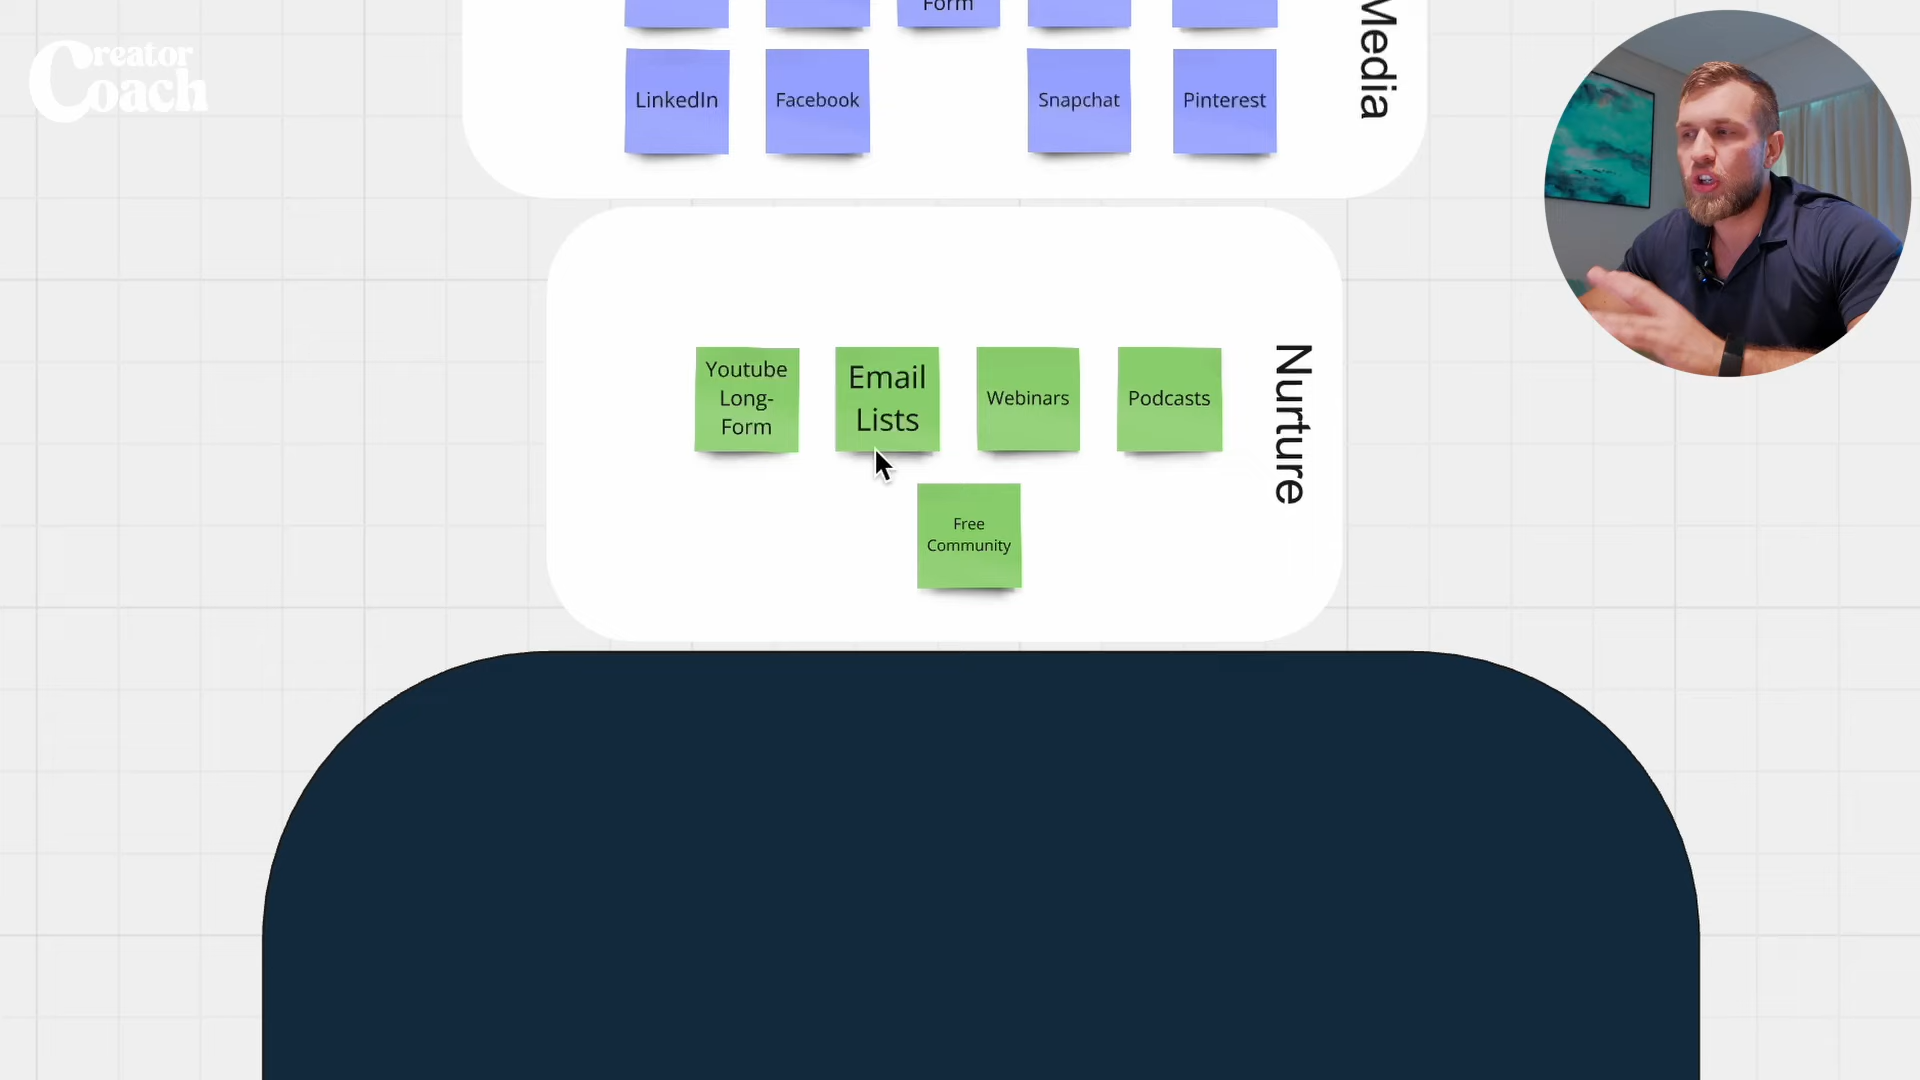 Creator
Coach
Form
Media
LinkedIn
Facebook
Snapchat
Pinterest
Nurture
Youtube
Long-
Form
Email
Lists
Webinars
Podcasts
Free
Community